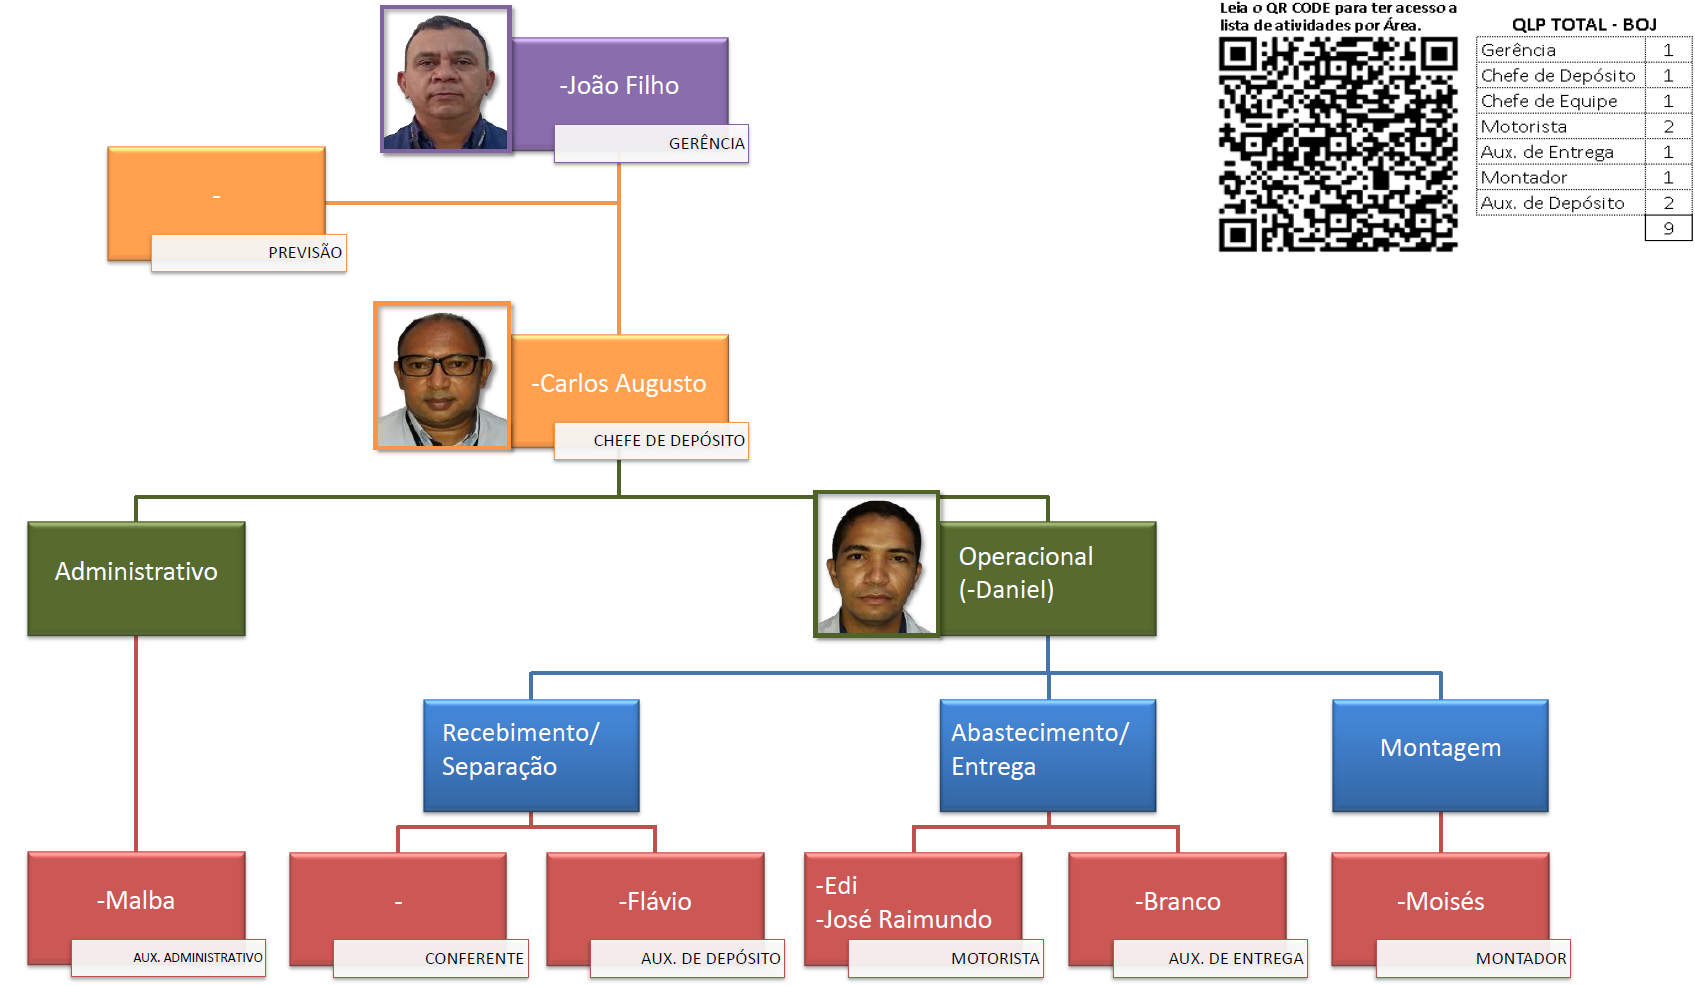 Leia o QR CODE para ter acesso a
lista de atividades por Área.
QLP TOTAL - BOJ
Gerência 1
Chefe de Depósito 1
Chefe de Equipe 1
Motorista 2
Aux. de Entrega 1
Montador 1
Aux. de Depósito 2
9
-João Filho
GERÊNCIA
-
PREVISÃO
-Carlos Augusto
CHEFE DE DEPÓSITO
Administrativo
Operacional
(-Daniel)
Recebimento/
Separação
Abastecimento/
Entrega
Montagem
-Malba
AUX. ADMINISTRATIVO
-
CONFERENTE
-Flávio
AUX. DE DEPÓSITO
-Edi
-José Raimundo
MOTORISTA
-Branco
AUX. DE ENTREGA
-Moisés
MONTADOR